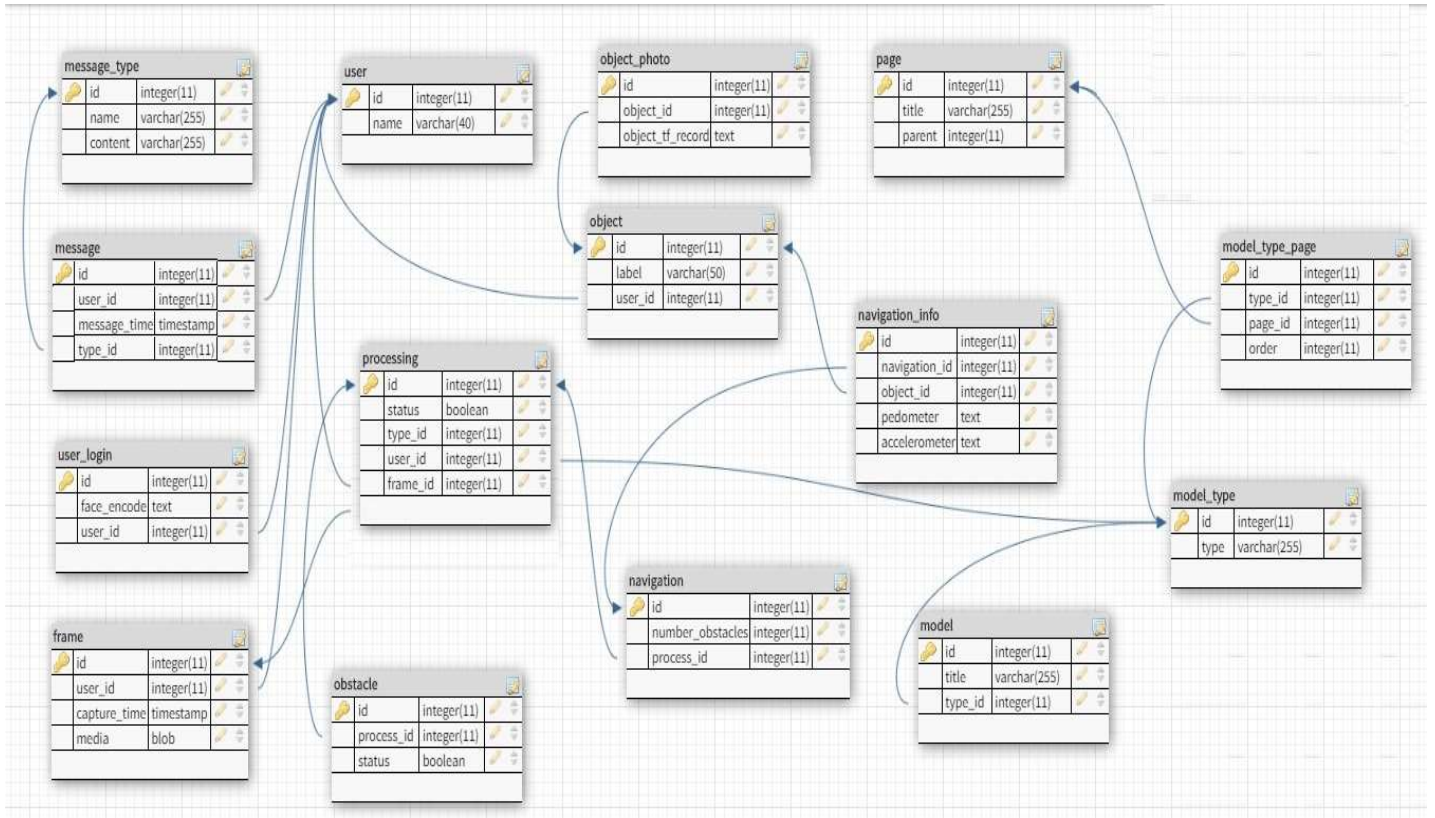 message_type
id integer(11)
name varchar(255)
content varchar(255)
user
id integer(11)
name varchar(40)
object_photo
id integer(11)
object_id integer(11)
object_tf_record text
page
id integer(11)
title varchar(255)
parent integer(11)
message
id integer(11)
user_id integer(11)
message_time timestamp
type_id integer(11)
object
id integer(11)
label varchar(50)
user_id integer(11)
model_type_page
id integer(11)
type_id integer(11)
page_id integer(11)
order integer(11)
navigation_info
id integer(11)
navigation_id integer(11)
object_id integer(11)
pedometer text
accelerometer text
processing
id integer(11)
status boolean
type_id integer(11)
user_id integer(11)
frame_id integer(11)
user_login
id integer(11)
face_encode text
user_id integer(11)
model_type
id integer(11)
type varchar(255)
navigation
id integer(11)
number_obstacles integer(11)
process_id integer(11)
model
id integer(11)
title varchar(255)
type_id integer(11)
frame
id integer(11)
user_id integer(11)
capture_time timestamp
media blob
obstacle
id integer(11)
process_id integer(11)
status boolean